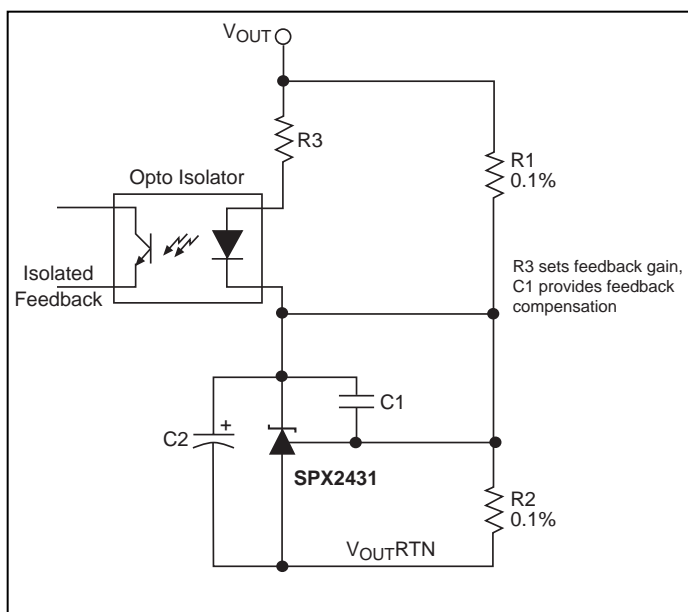 VOUT
R3
R1
0.1%
Opto Isolator
Isolated
Feedback
R3 sets feedback gain,
C1 provides feedback
compensation
C1
+
C2
SPX2431
R2
0.1%
VOUTRTN